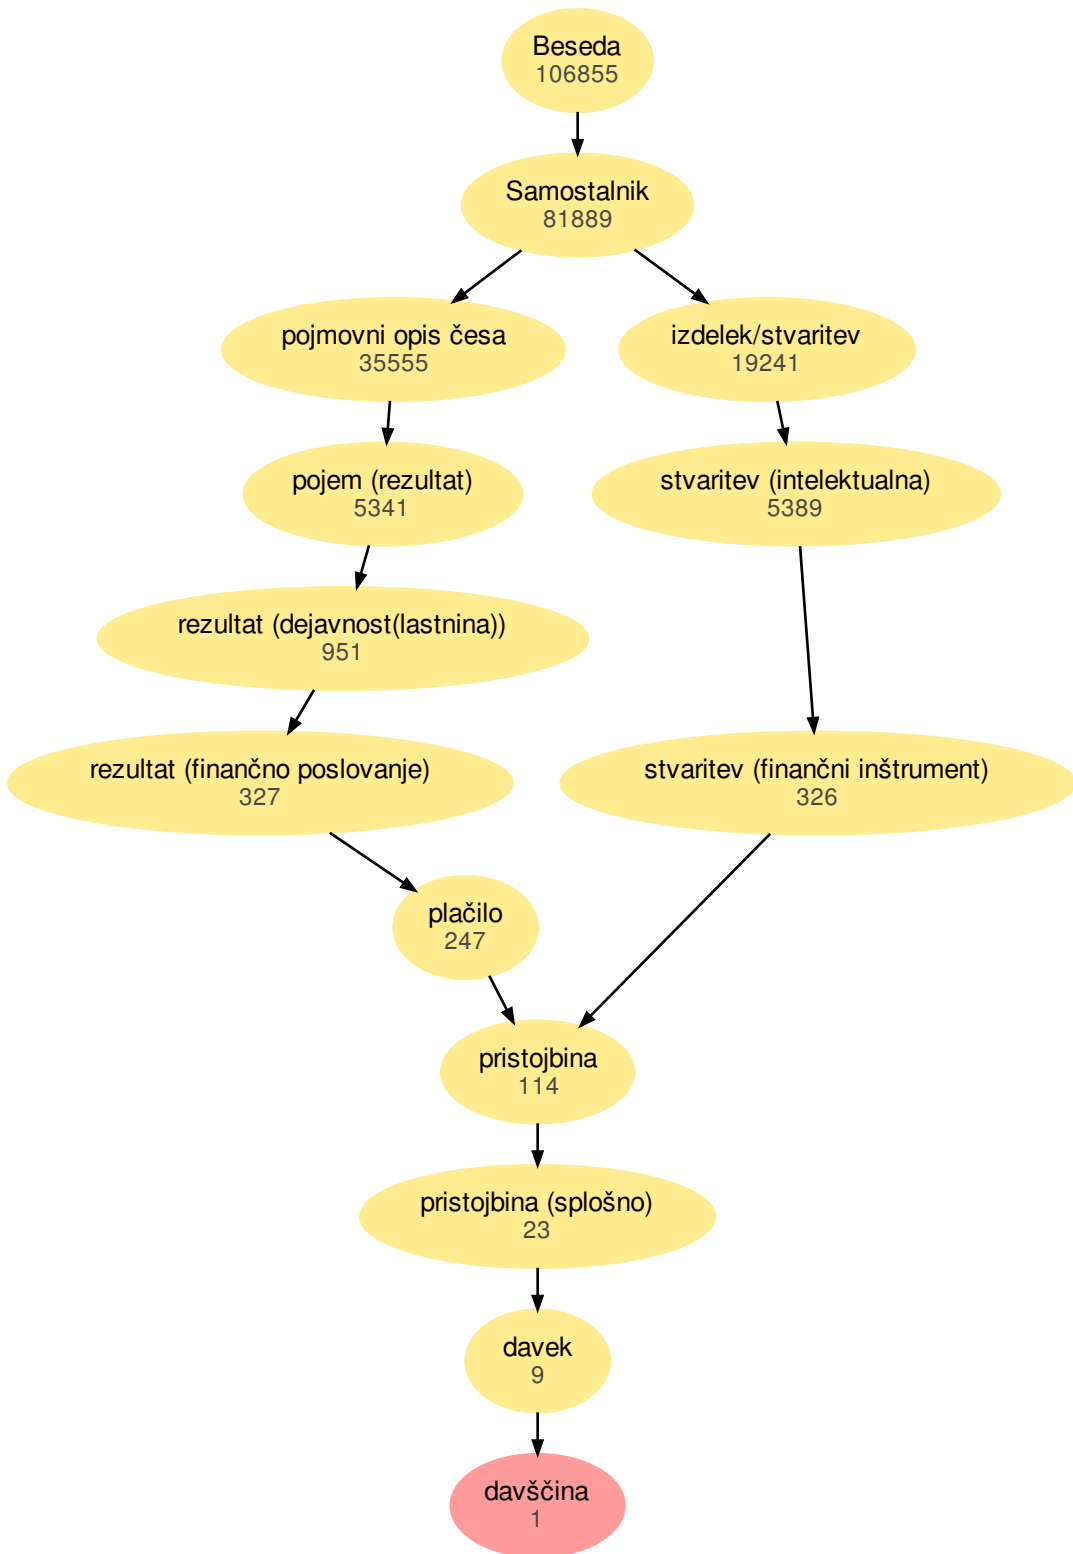 Beseda
106855
Samostalnik
81889
pojmovni opis česa
35555
izdelek/stvaritev
19241
pojem (rezultat)
5341
stvaritev (intelektualna)
5389
rezultat (dejavnost(lastnina))
951
rezultat (finančno poslovanje)
327
stvaritev (finančni inštrument)
326
plačilo
247
pristojbina
114
pristojbina (splošno)
23
davek
9
davščina
1